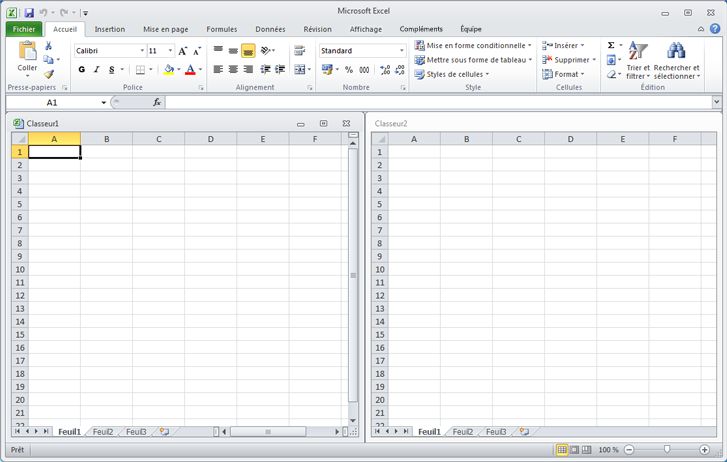 Microsoft Excel
Fichier Accueil Insertion Mise en page Formules Données Révision Affichage Compléments Équipe
Coller
Calibri 11
G I S
Standard
% 000
Mise en forme conditionnelle
Mettre sous forme de tableau
Styles de cellules
Insérer
Supprimer
Format
Σ
Trier et filtrer
Rechercher et sélectionner
Presse-papiers Police Alignement Nombre Style Cellules Édition
A1 fx
Classeur1
A B C D E F
1
2
3
4
5
6
7
8
9
10
11
12
13
14
15
16
17
18
19
20
21
22
Feuil1 Feuil2 Feuil3
Classeur2
A B C D E F
1
2
3
4
5
6
7
8
9
10
11
12
13
14
15
16
17
18
19
20
21
22
Feuil1 Feuil2 Feuil3
Prêt 100 %